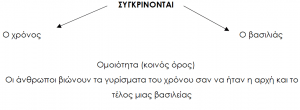 ΣΥΓΚΡΙΝΟΝΤΑΙ
Ο χρόνος Ο βασιλιάς
Ομοιότητα (κοινός όρος)
Οι άνθρωποι βιώνουν τα γυρίσματα του χρόνου σαν να ήταν η αρχή και το
τέλος μιας βασιλείας